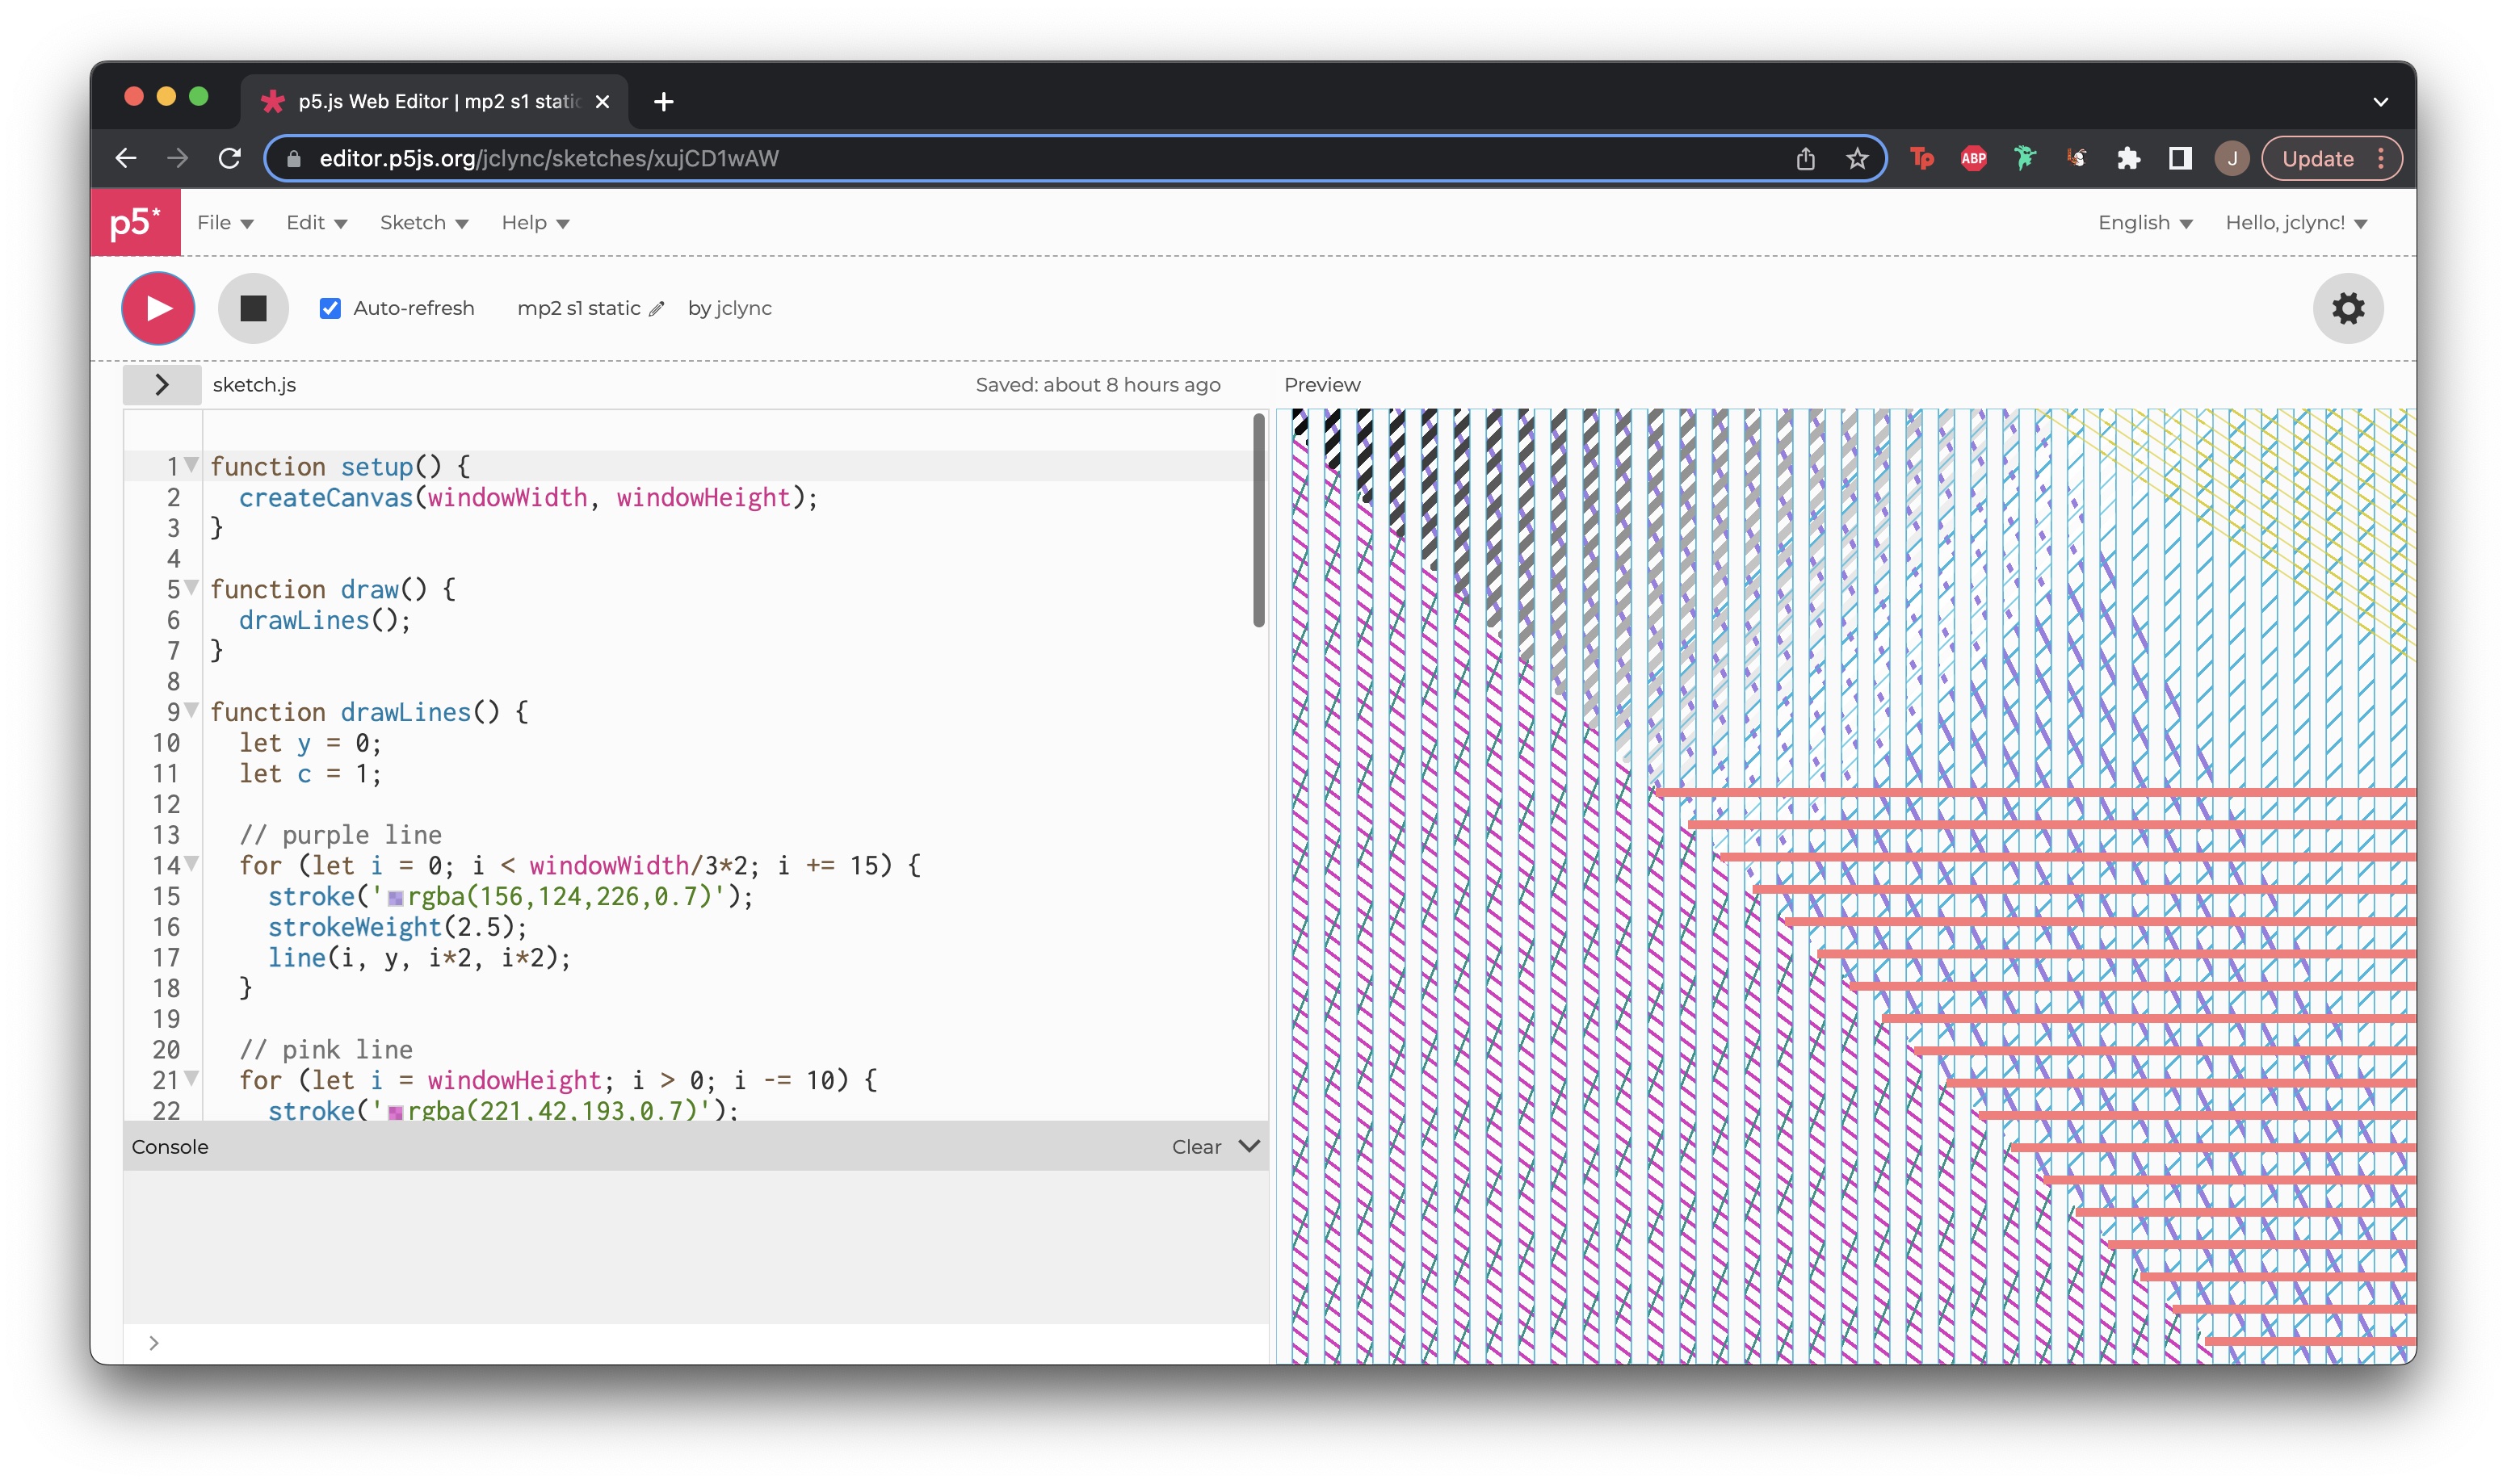 p5.js Web Editor | mp2 s1 static
editor.p5js.org/jclync/sketches/xujCD1wAW
Tp
ABP
J
Update
p5*
File
Edit
Sketch
Help
English
Hello, jclync!
Auto-refresh
mp2 s1 static
by jclync
sketch.js
Saved: about 8 hours ago
Preview
1 function setup() {
2 createCanvas(windowWidth, windowHeight);
3 }
4
5 function draw() {
6 drawLines();
7 }
8
9 function drawLines() {
10 let y = 0;
11 let c = 1;
12
13 // purple line
14 for (let i = 0; i < windowWidth/3*2; i += 15) {
15 stroke('rgba(156,124,226,0.7)');
16 strokeWeight(2.5);
17 line(i, y, i*2, i*2);
18 }
19
20 // pink line
21 for (let i = windowHeight; i > 0; i -= 10) {
22 stroke('rgba(221,42,193,0.7)');
Console
Clear
>